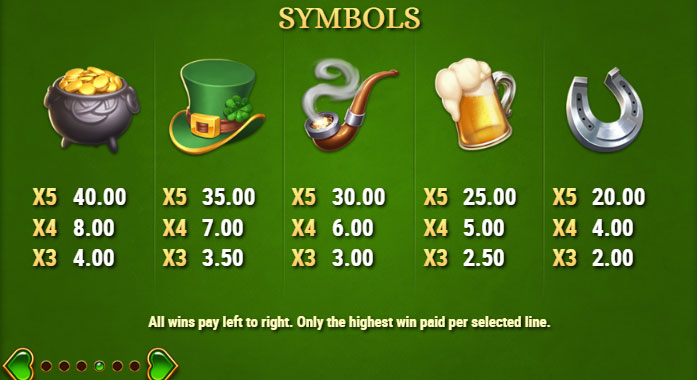 SYMBOLS
X5 40.00 X5 35.00 X5 30.00 X5 25.00 X5 20.00
X4 8.00 X4 7.00 X4 6.00 X4 5.00 X4 4.00
X3 4.00 X3 3.50 X3 3.00 X3 2.50 X3 2.00
All wins pay left to right. Only the highest win paid per selected line.